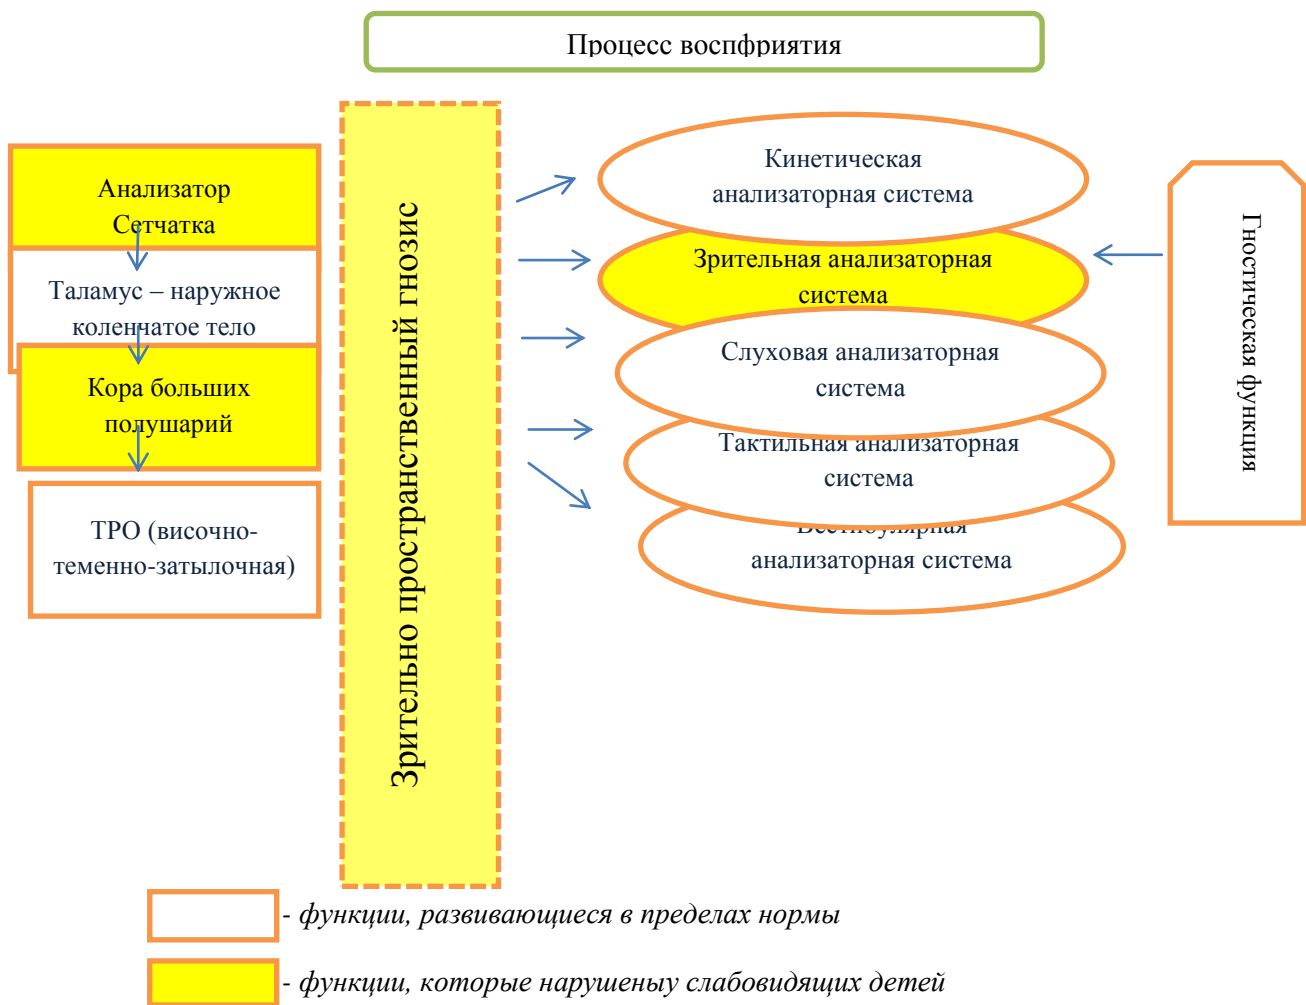 Процесс воспфриятия
Анализатор
Сетчатка
Таламус – наружное
коленчатое тело
Кора больших
полушарий
ТРО (височно-
теменно-затылочная)
Зрительно пространственный гнозис
Кинетическая
анализаторная система
Зрительная анализаторная
система
Слуховая анализаторная
система
Тактильная анализаторная
система
Вестибулярная
анализаторная система
Гностическая функция
- функции, развивающиеся в пределах нормы
- функции, которые нарушеныу слабовидящих детей